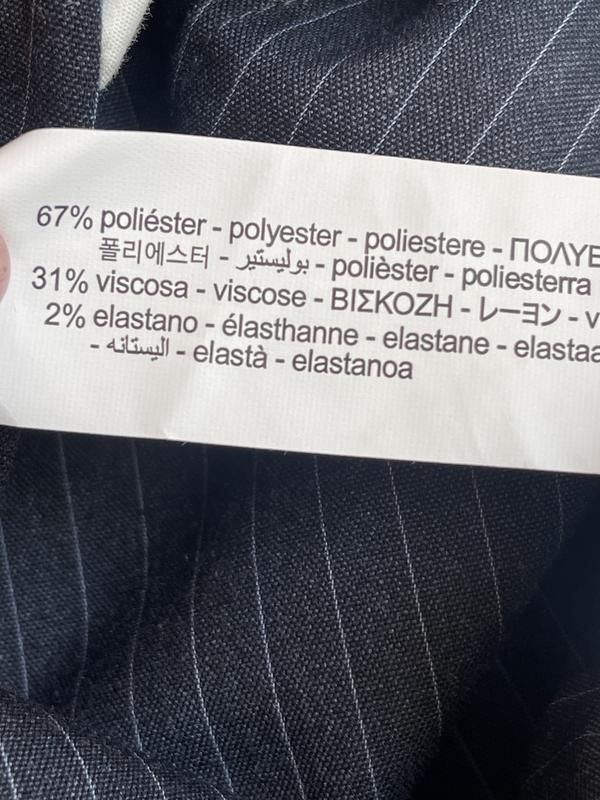 67% poliéster - polyester - poliestere - ΠΟΛΥΕ
폴리에스터 - بوليستير - polièster - poliesterra
31% viscosa - viscose - ΒΙΣΚΟΖΗ - レーヨン - v
2% elastano - élasthanne - elastane - elastaa
- اليستانه - elastà - elastanoa